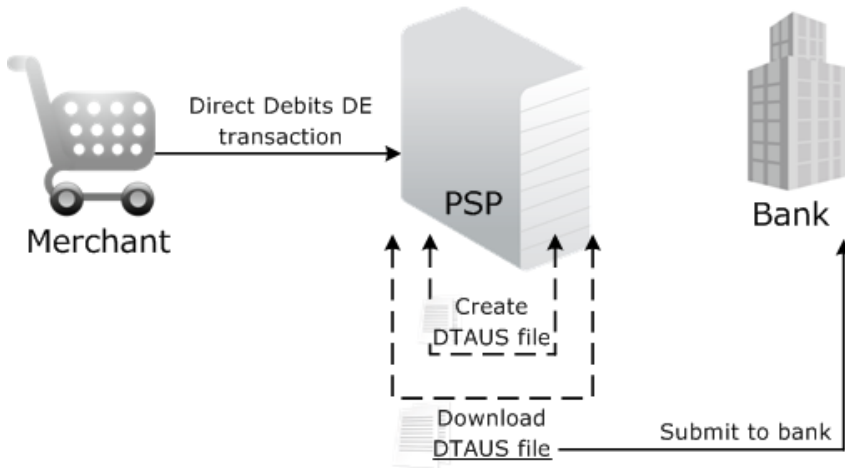 Direct Debits DE
transaction
PSP
Merchant
Bank
Create
DTAUS file
Download
DTAUS file
Submit to bank